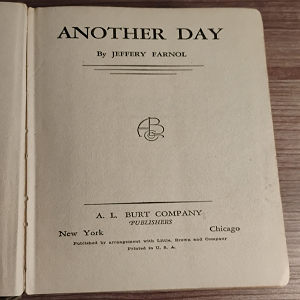 ANOTHER DAY
By JEFFERY FARNOL
A. L. BURT COMPANY
PUBLISHERS
New York Chicago
Published by arrangement with Little, Brown and Company
Printed in U. S. A.